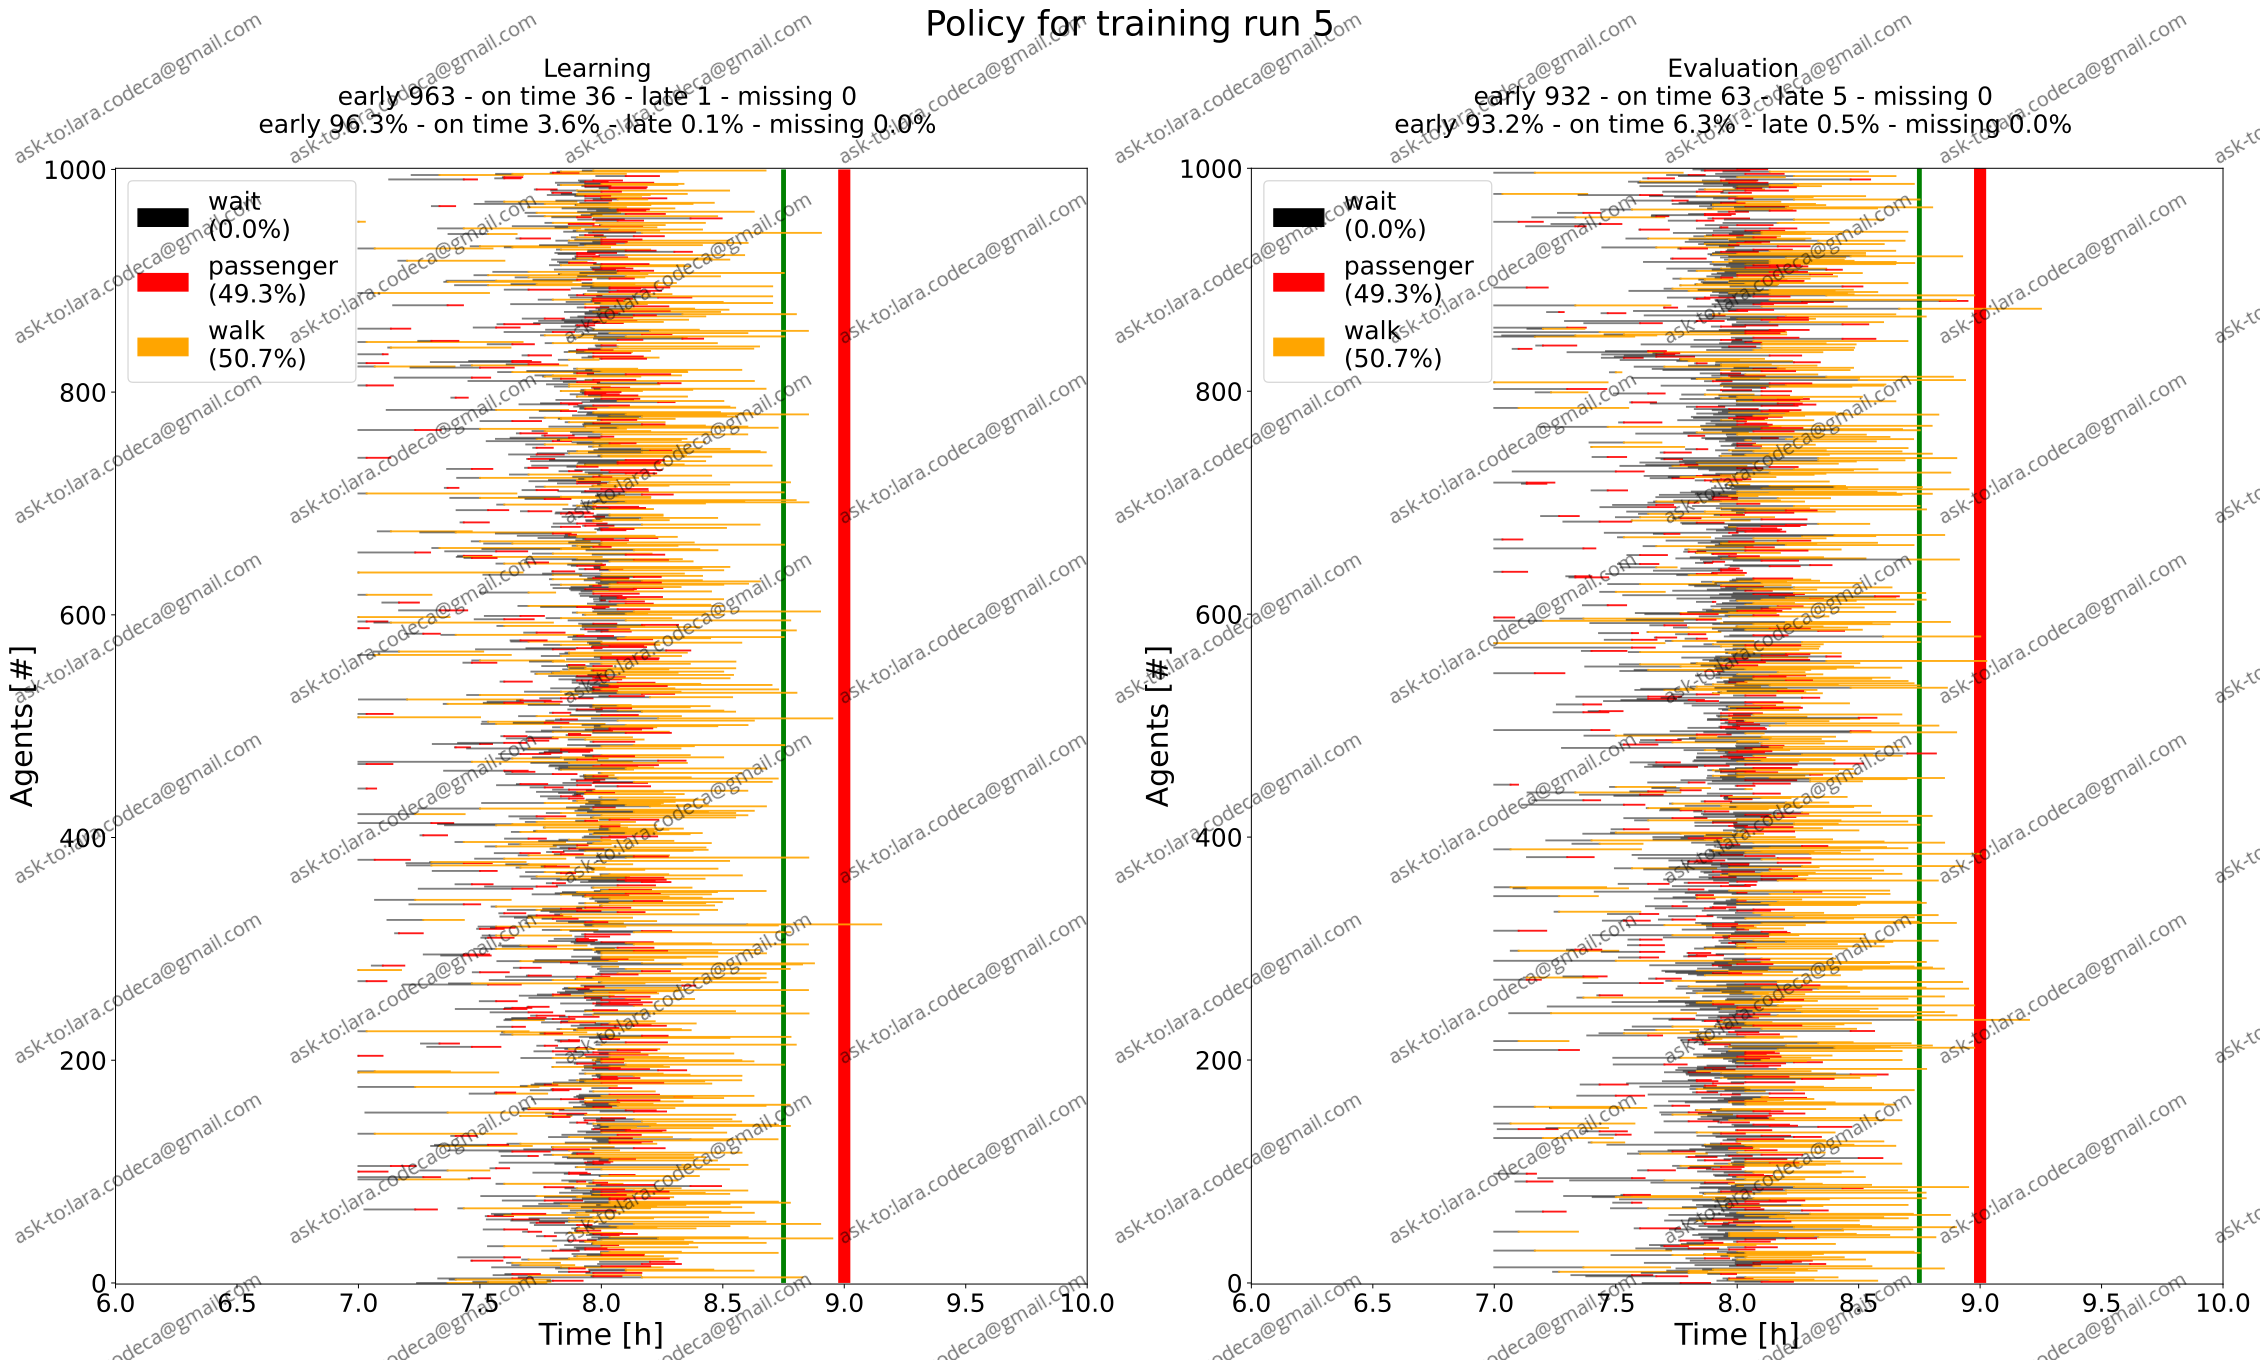 Policy for training run 5
Learning
early 963 - on time 36 - late 1 - missing 0
early 96.3% - on time 3.6% - late 0.1% - missing 0.0%
1000
800
600
400
200
0
Agents [#]
wait
(0.0%)
passenger
(49.3%)
walk
(50.7%)
6.0 6.5 7.0 7.5 8.0 8.5 9.0 9.5 10.0
Time [h]
Evaluation
early 932 - on time 63 - late 5 - missing 0
early 93.2% - on time 6.3% - late 0.5% - missing 0.0%
1000
800
600
400
200
0
Agents [#]
wait
(0.0%)
passenger
(49.3%)
walk
(50.7%)
6.0 6.5 7.0 7.5 8.0 8.5 9.0 9.5 10.0
Time [h]
ask-to:lara.codeca@gmail.com